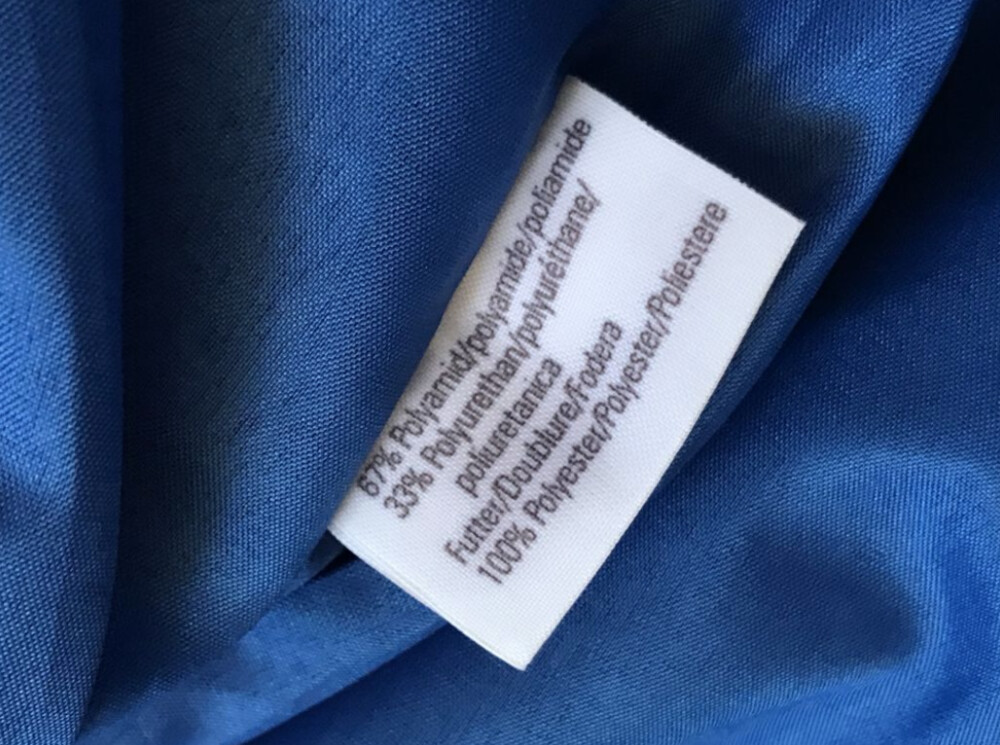 67% Polyamid/polyamide/poliamide
33% Polyurethan/polyuréthane/
poliuretanica
Futter/Doublure/Fodera
100% Polyester/Polyester/Poliestere